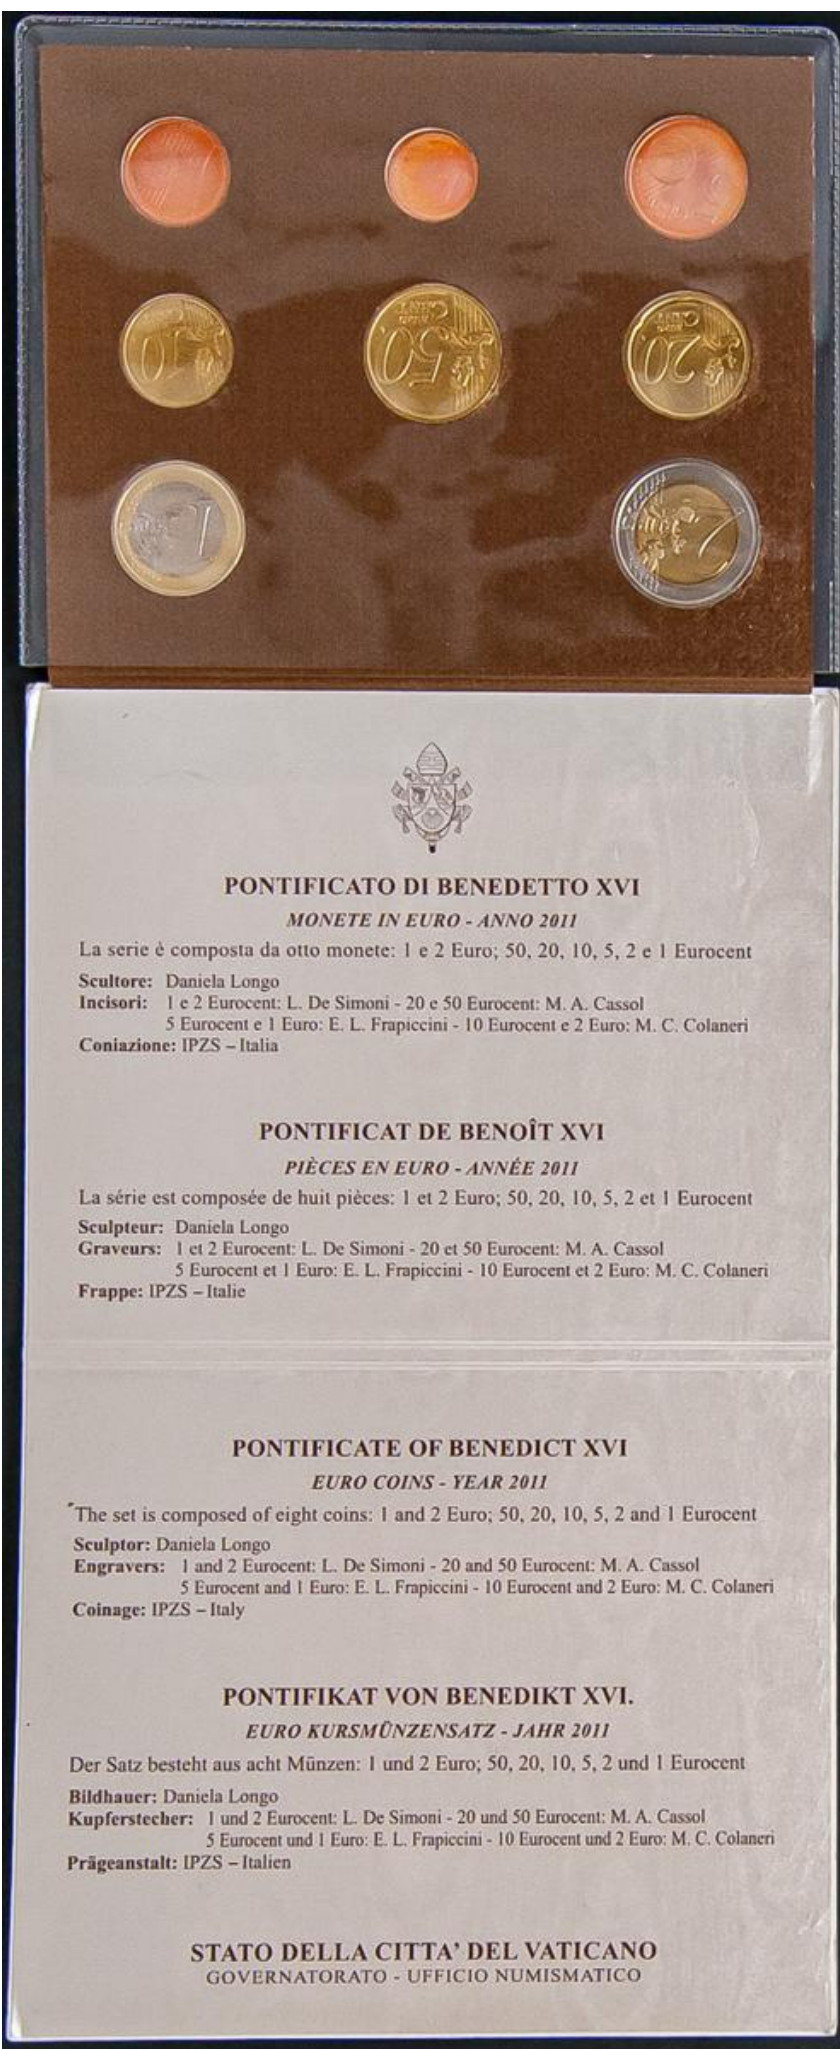 10
50
EURO
CENT
20
EURO
CENT
1
2
PONTIFICATO DI BENEDETTO XVI
MONETE IN EURO - ANNO 2011
La serie è composta da otto monete: 1 e 2 Euro; 50, 20, 10, 5, 2 e 1 Eurocent
Scultore: Daniela Longo
Incisori: 1 e 2 Eurocent: L. De Simoni - 20 e 50 Eurocent: M. A. Cassol
5 Eurocent e 1 Euro: E. L. Frapiccini - 10 Eurocent e 2 Euro: M. C. Colaneri
Coniazione: IPZS – Italia
PONTIFICAT DE BENOÎT XVI
PIÈCES EN EURO - ANNÉE 2011
La série est composée de huit pièces: 1 et 2 Euro; 50, 20, 10, 5, 2 et 1 Eurocent
Sculpteur: Daniela Longo
Graveurs: 1 et 2 Eurocent: L. De Simoni - 20 et 50 Eurocent: M. A. Cassol
5 Eurocent et 1 Euro: E. L. Frapiccini - 10 Eurocent et 2 Euro: M. C. Colaneri
Frappe: IPZS – Italie
PONTIFICATE OF BENEDICT XVI
EURO COINS - YEAR 2011
The set is composed of eight coins: 1 and 2 Euro; 50, 20, 10, 5, 2 and 1 Eurocent
Sculptor: Daniela Longo
Engravers: 1 and 2 Eurocent: L. De Simoni - 20 and 50 Eurocent: M. A. Cassol
5 Eurocent and 1 Euro: E. L. Frapiccini - 10 Eurocent and 2 Euro: M. C. Colaneri
Coinage: IPZS – Italy
PONTIFIKAT VON BENEDIKT XVI.
EURO KURSMÜNZENSATZ - JAHR 2011
Der Satz besteht aus acht Münzen: 1 und 2 Euro; 50, 20, 10, 5, 2 und 1 Eurocent
Bildhauer: Daniela Longo
Kupferstecher: 1 und 2 Eurocent: L. De Simoni - 20 und 50 Eurocent: M. A. Cassol
5 Eurocent und 1 Euro: E. L. Frapiccini - 10 Eurocent und 2 Euro: M. C. Colaneri
Prägeanstalt: IPZS – Italien
STATO DELLA CITTA' DEL VATICANO
GOVERNATORATO - UFFICIO NUMISMATICO